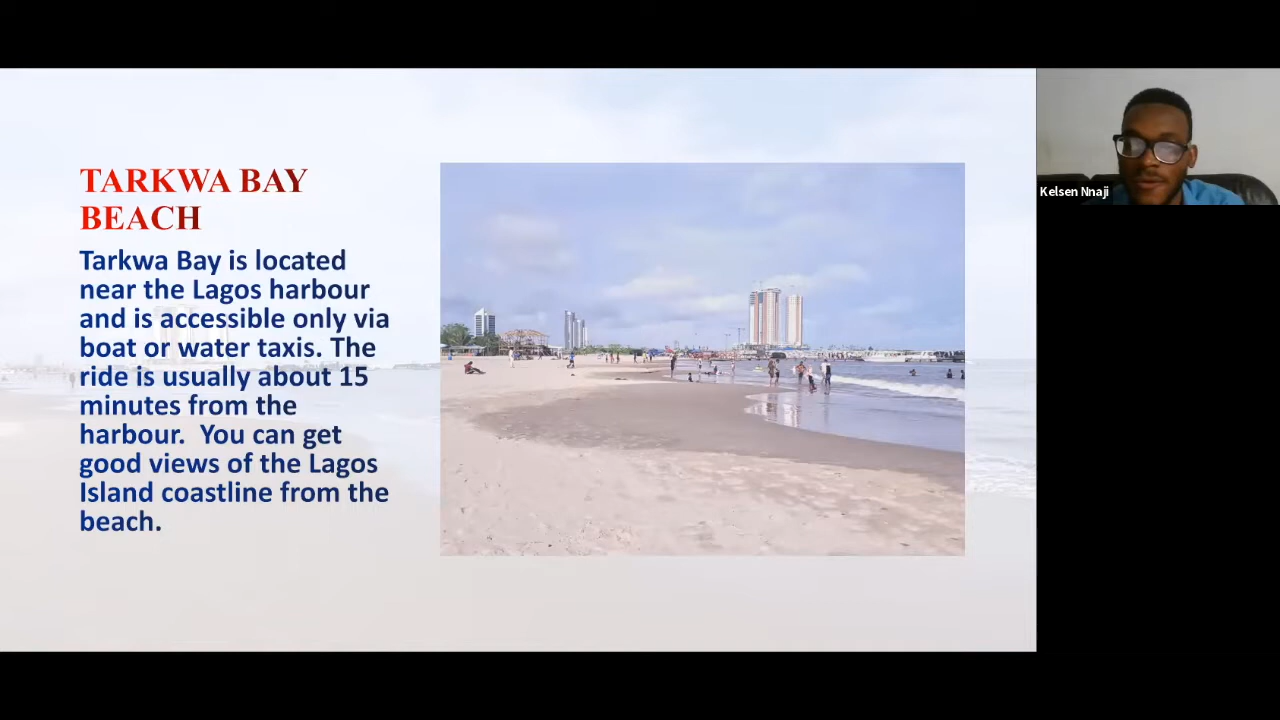 TARKWA BAY
BEACH
Tarkwa Bay is located
near the Lagos harbour
and is accessible only via
boat or water taxis. The
ride is usually about 15
minutes from the
harbour.  You can get
good views of the Lagos
Island coastline from the
beach.
Kelsen Nnaji